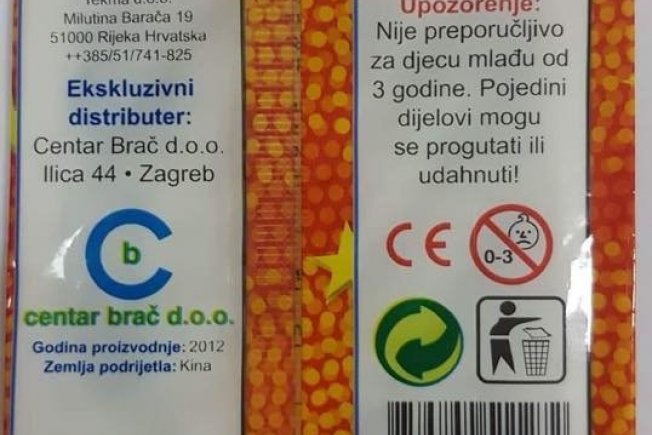 Tekma d.o.o.
Milutina Barača 19
51000 Rijeka Hrvatska
++385/51/741-825
Ekskluzivni
distributer:
Centar Brač d.o.o.
Ilica 44 • Zagreb
b
centar brač d.o.o.
Godina proizvodnje: 2012
Zemlja podrijetla: Kina
Upozorenje:
Nije preporučljivo
za djecu mlađu od
3 godine. Pojedini
dijelovi mogu
se progutati ili
udahnuti!
CE
0-3